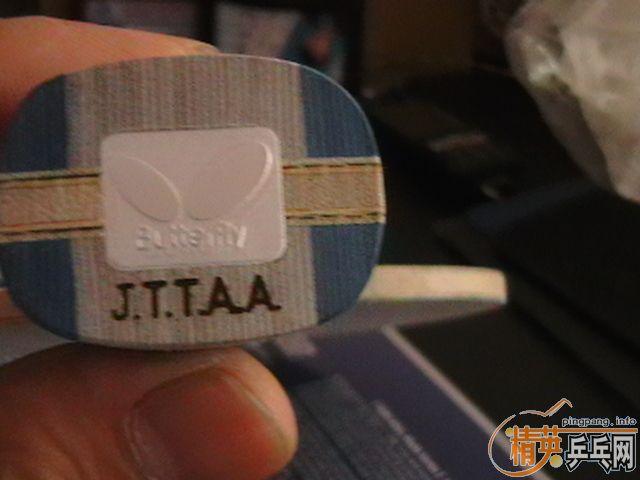 Butterfly
J.T.T.A.A.
pingpang.info
精英乒乓网